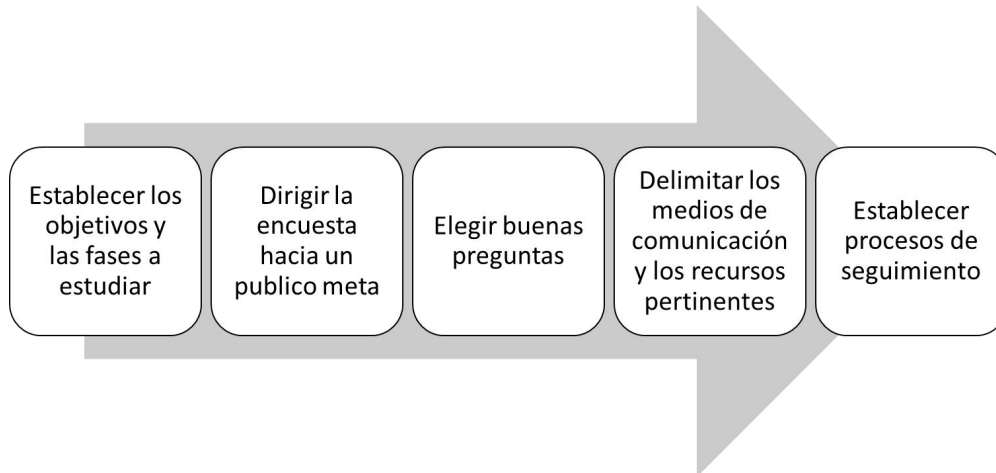 Establecer los
objetivos y
las fases a
estudiar
Dirigir la
encuesta
hacia un
publico meta
Elegir buenas
preguntas
Delimitar los
medios de
comunicación
y los recursos
pertinentes
Establecer
procesos de
seguimiento